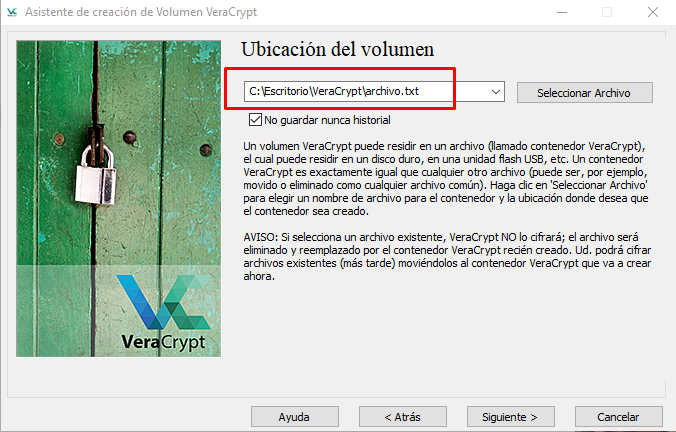 Asistente de creación de Volumen VeraCrypt
Ubicación del volumen
C:\Escritorio\VeraCrypt\archivo.txt
Seleccionar Archivo
No guardar nunca historial
Un volumen VeraCrypt puede residir en un archivo (llamado contenedor VeraCrypt),
el cual puede residir en un disco duro, en una unidad flash USB, etc. Un contenedor
VeraCrypt es exactamente igual que cualquier otro archivo (puede ser, por ejemplo,
movido o eliminado como cualquier archivo común). Haga clic en 'Seleccionar Archivo'
para elegir un nombre de archivo para el contenedor y la ubicación donde desea que
el contenedor sea creado.
AVISO: Si selecciona un archivo existente, VeraCrypt NO lo cifrará; el archivo será
eliminado y reemplazado por el contenedor VeraCrypt recién creado. Ud. podrá cifrar
archivos existentes (más tarde) moviéndolos al contenedor VeraCrypt que va a crear
ahora.
VeraCrypt
Ayuda
< Atrás
Siguiente >
Cancelar